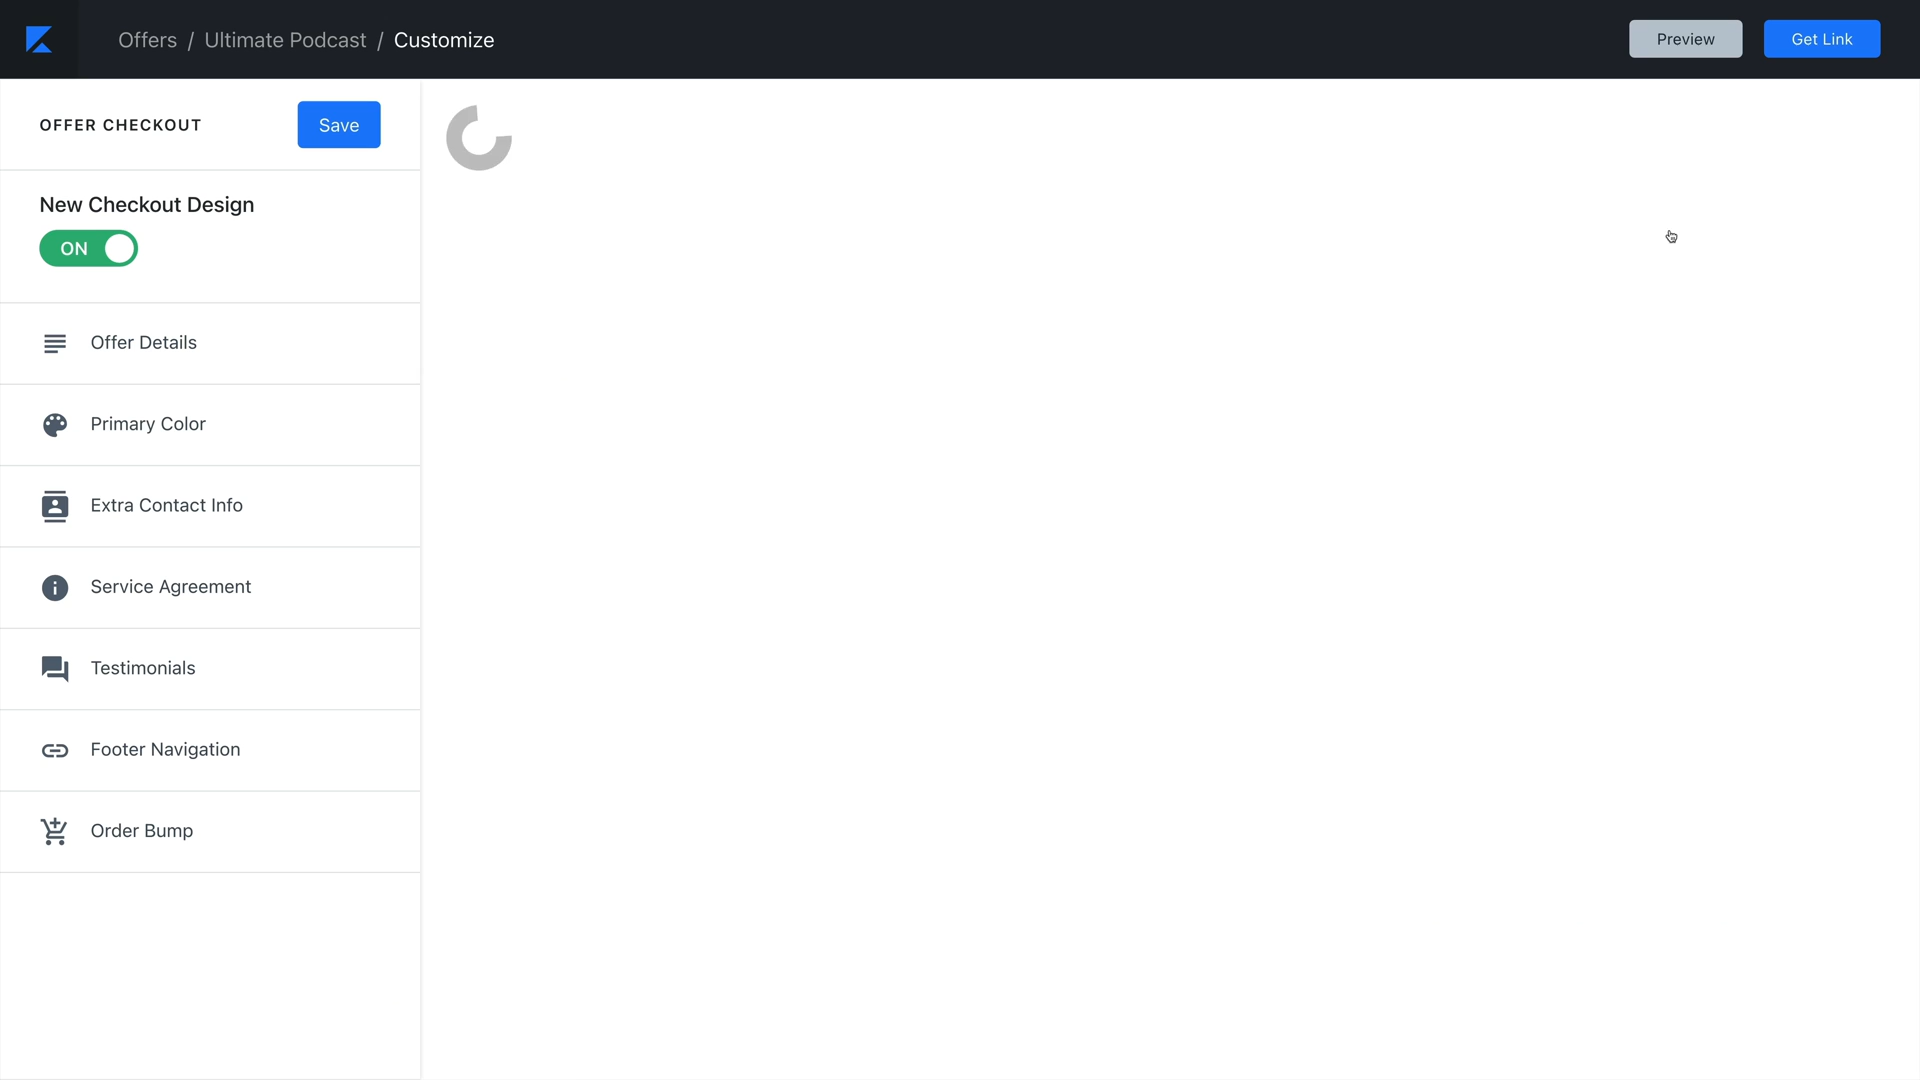 Offers / Ultimate Podcast / Customize
Preview
Get Link
OFFER CHECKOUT
Save
New Checkout Design
ON
Offer Details
Primary Color
Extra Contact Info
Service Agreement
Testimonials
Footer Navigation
Order Bump